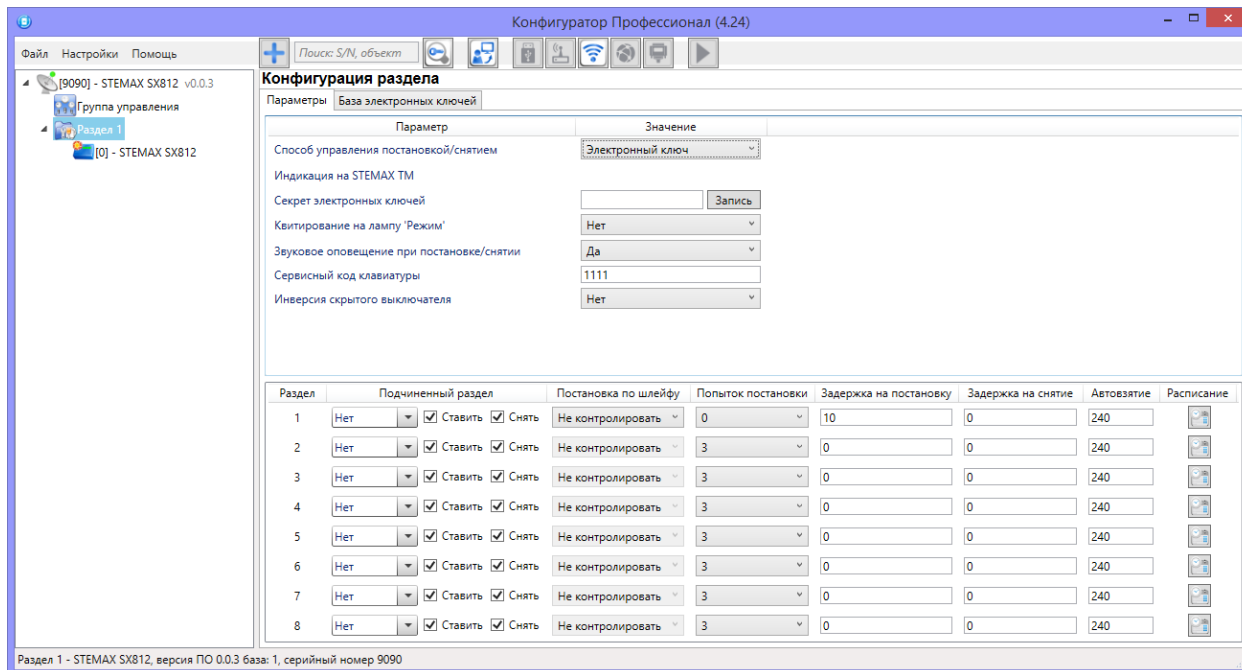 Конфигуратор Профессионал (4.24)
Файл Настройки Помощь Поиск: S/N, объект
[9090] - STEMAX SX812 v0.0.3
Группа управления
Раздел 1
[0] - STEMAX SX812
Конфигурация раздела
Параметры База электронных ключей
Параметр Значение
Способ управления постановкой/снятием Электронный ключ
Индикация на STEMAX TM
Секрет электронных ключей Запись
Квитирование на лампу 'Режим' Нет
Звуковое оповещение при постановке/снятии Да
Сервисный код клавиатуры 1111
Инверсия скрытого выключателя Нет
Раздел Подчиненный раздел Постановка по шлейфу Попыток постановки Задержка на постановку Задержка на снятие Автовзятие Расписание
1 Нет Ставить Снять Не контролировать 0 10 0 240
2 Нет Ставить Снять Не контролировать 3 0 0 240
3 Нет Ставить Снять Не контролировать 3 0 0 240
4 Нет Ставить Снять Не контролировать 3 0 0 240
5 Нет Ставить Снять Не контролировать 3 0 0 240
6 Нет Ставить Снять Не контролировать 3 0 0 240
7 Нет Ставить Снять Не контролировать 3 0 0 240
8 Нет Ставить Снять Не контролировать 3 0 0 240
Раздел 1 - STEMAX SX812, версия ПО 0.0.3 база: 1, серийный номер 9090